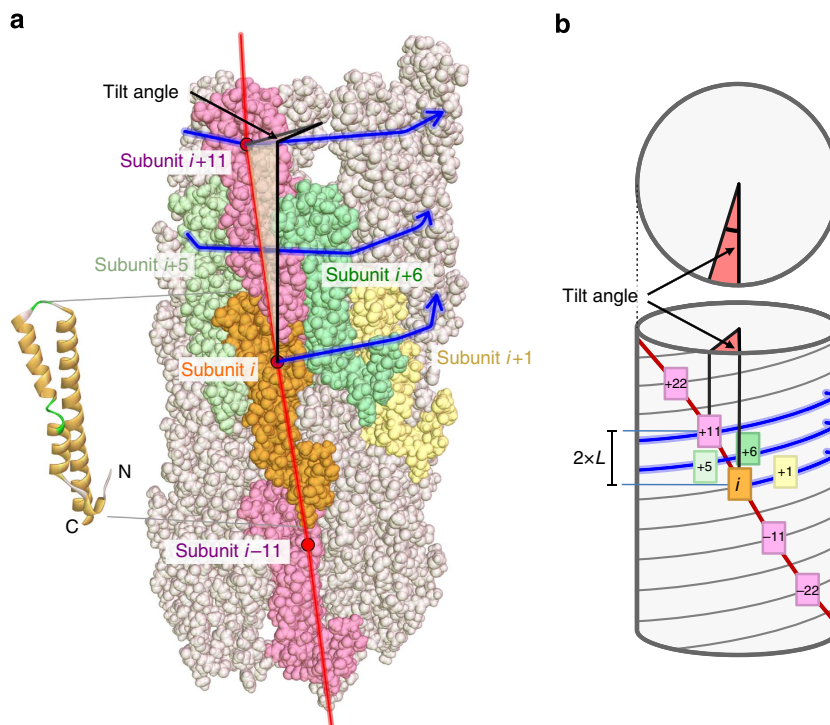 a
Tilt angle
Subunit i+11
Subunit i+5
Subunit i+6
Subunit i
Subunit i+1
N
C
Subunit i−11
b
Tilt angle
+22
+11
+6
+5
+1
2×L
i
−11
−22